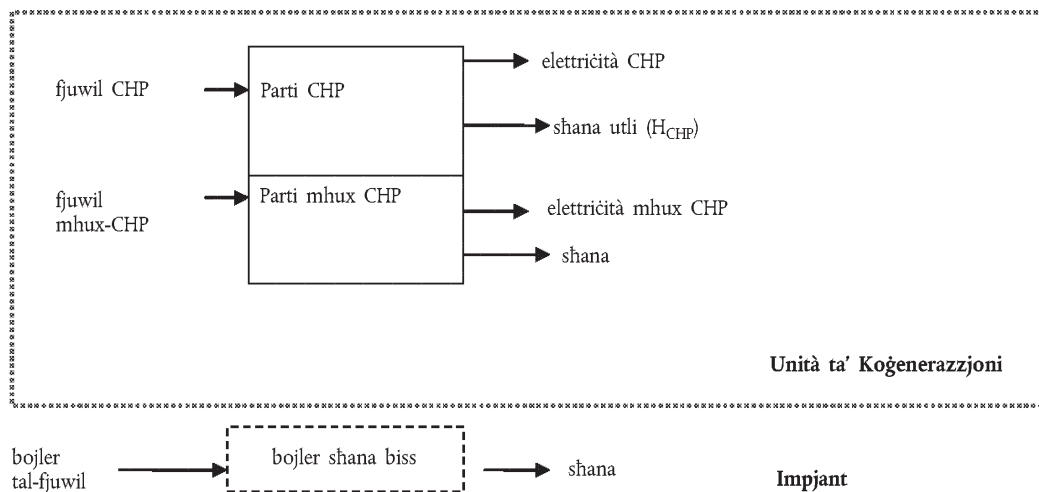 elettriċità CHP
fjuwil CHP
Parti CHP
sħana utli (H_CHP)
fjuwil
mhux-CHP
Parti mhux CHP
elettriċità mhux CHP
sħana
Unità ta' Koġenerazzjoni
bojler
tal-fjuwil
bojler sħana biss
sħana
Impjant